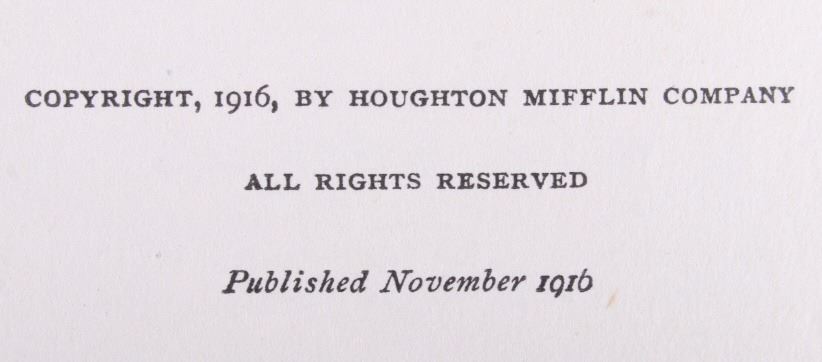 COPYRIGHT, 1916, BY HOUGHTON MIFFLIN COMPANY
ALL RIGHTS RESERVED
Published November 1916